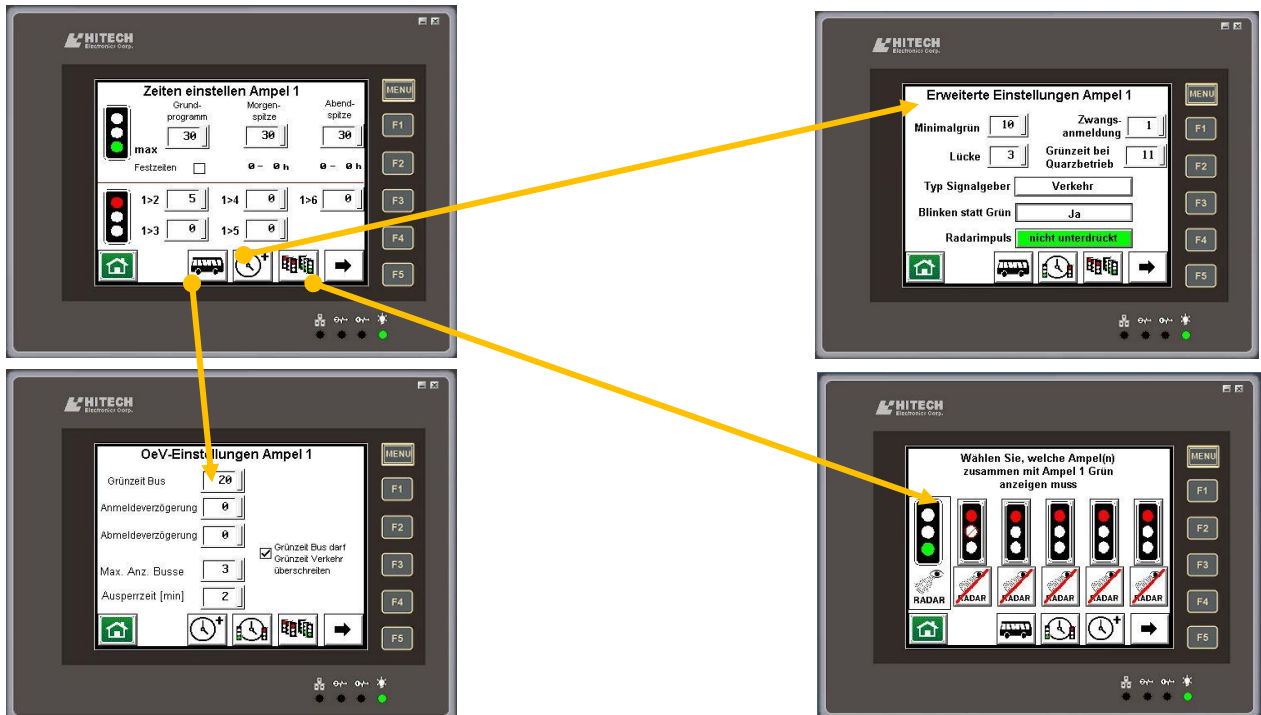 HITECH
Electronics Corp.
Zeiten einstellen Ampel 1
Grund-
programm
Morgen-
spitze
Abend-
spitze
max
30
30
30
Festzeiten
0 - 0 h
0 - 0 h
1>2 5 1>4 0 1>6 0
1>3 0 1>5 0
MENU
F1
F2
F3
F4
F5
HITECH
Electronics Corp.
Erweiterte Einstellungen Ampel 1
Minimalgrün 10
Zwangs-
anmeldung 1
Lücke 3
Grünzeit bei
Quarzbetrieb 11
Typ Signalgeber Verkehr
Blinken statt Grün Ja
Radarimpuls nicht unterdrückt
MENU
F1
F2
F3
F4
F5
HITECH
Electronics Corp.
OeV-Einstellungen Ampel 1
Grünzeit Bus 20
Anmeldeverzögerung 0
Abmeldeverzögerung 0
Grünzeit Bus darf
Grünzeit Verkehr
überschreiten
Max. Anz. Busse 3
Ausperrzeit [min] 2
MENU
F1
F2
F3
F4
F5
HITECH
Electronics Corp.
Wählen Sie, welche Ampel(n)
zusammen mit Ampel 1 Grün
anzeigen muss
RADAR RADAR RADAR RADAR RADAR RADAR
MENU
F1
F2
F3
F4
F5